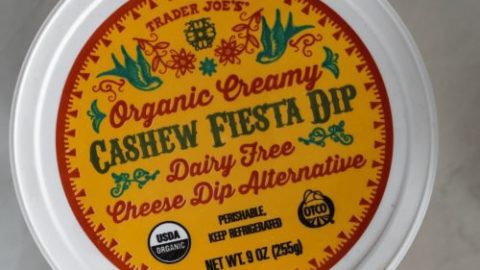 TRADER JOE'S
Organic Creamy
CASHEW FIESTA DIP
Dairy Free
Cheese Dip Alternative
PERISHABLE,
KEEP REFRIGERATED
USDA
ORGANIC
OTCO
NET WT. 9 OZ (255g)